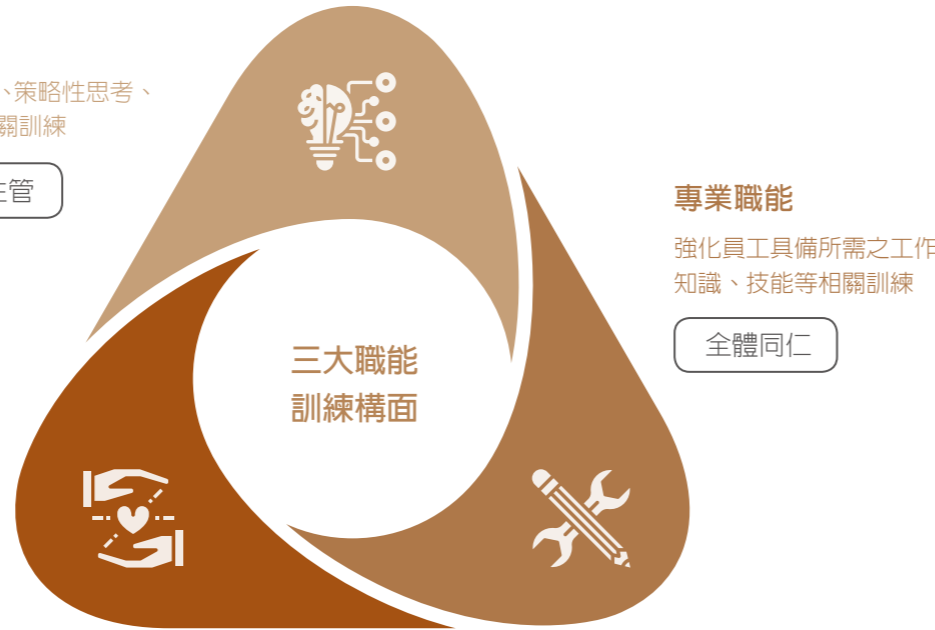 、策略性思考、
關訓練
主管
專業職能
強化員工具備所需之工作
知識、技能等相關訓練
全體同仁
三大職能
訓練構面